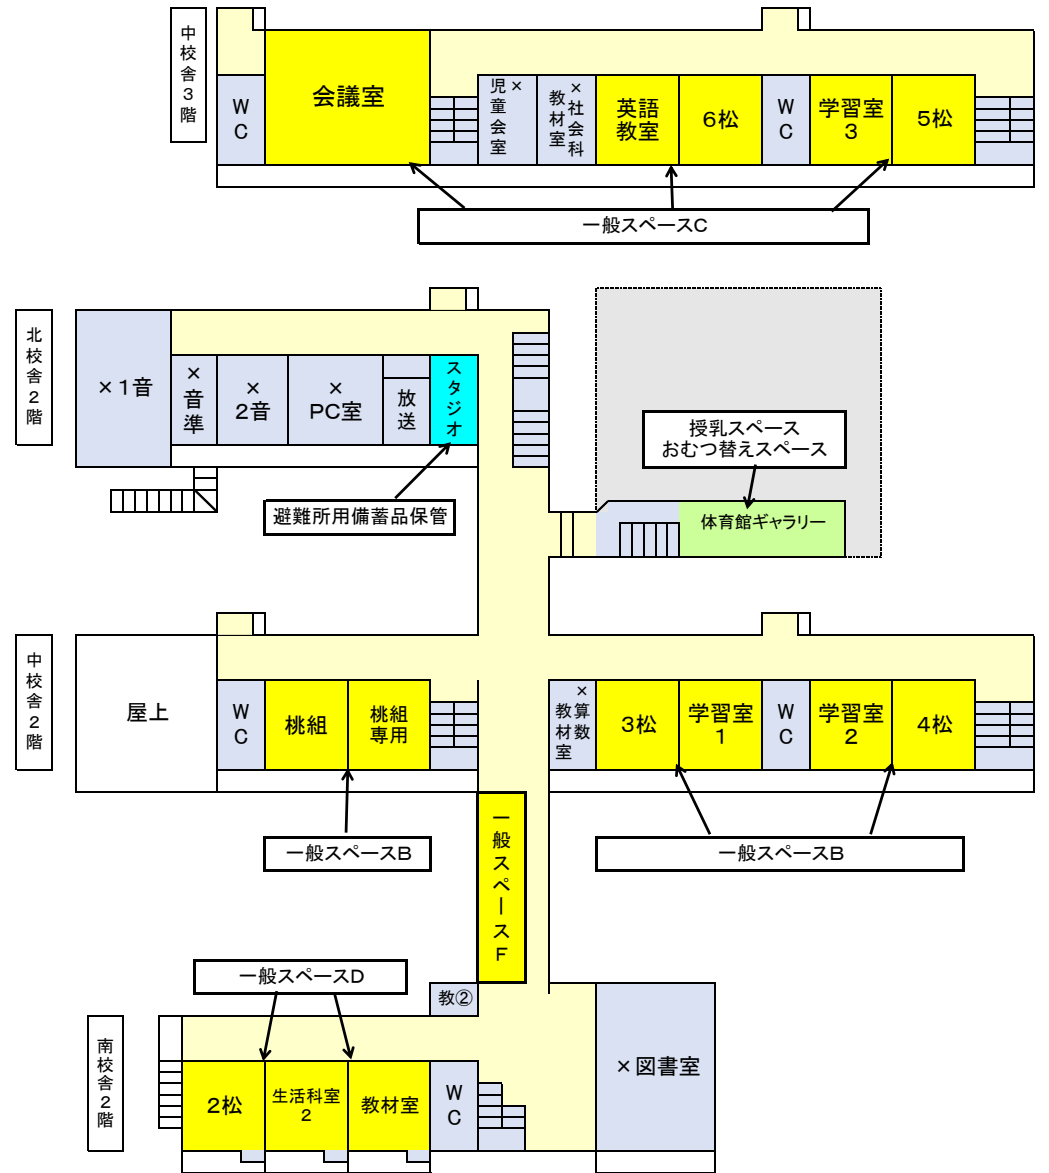 中校舎3階
WC
会議室
×
児童会室
×
社会科
教材室
英語
教室
6松
WC
学習室
3
5松
一般スペースC
北校舎2階
×1音
×
音準
×
2音
×
PC室
放送
スタジオ
避難所用備蓄品保管
授乳スペース
おむつ替えスペース
体育館ギャラリー
中校舎2階
屋上
WC
桃組
桃組
専用
×
算数
教材室
3松
学習室
1
WC
学習室
2
4松
一般スペースB
一般スペースB
一般スペースF
一般スペースD
教②
南校舎2階
2松
生活科室
2
教材室
WC
×図書室